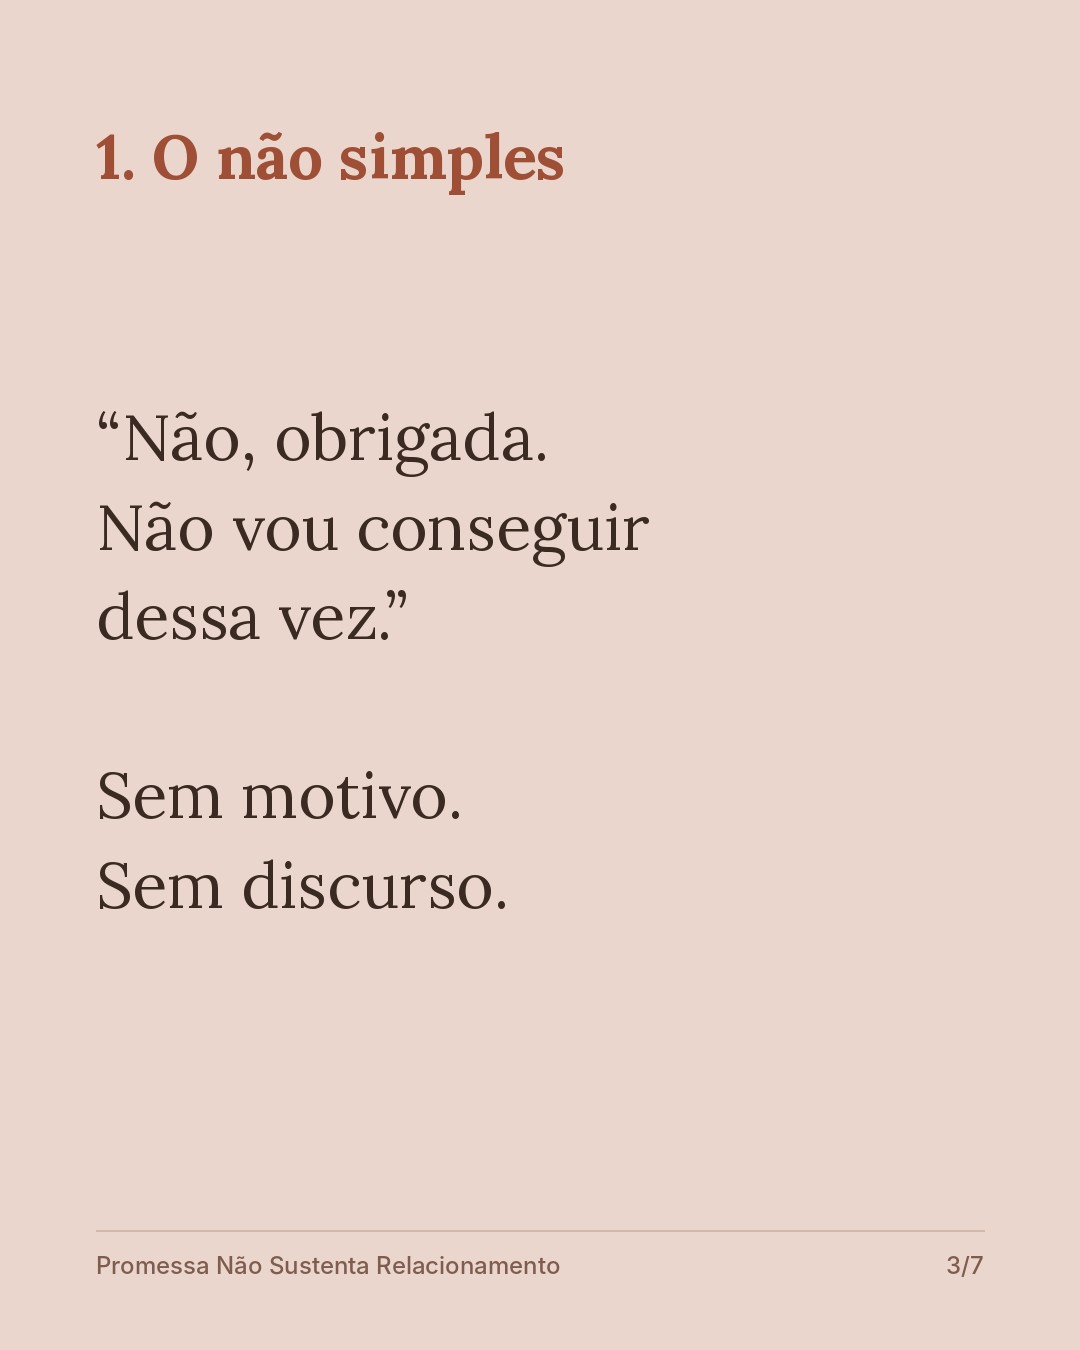 1. O não simples
“Não, obrigada.
Não vou conseguir
dessa vez.”
Sem motivo.
Sem discurso.
Promessa Não Sustenta Relacionamento
3/7